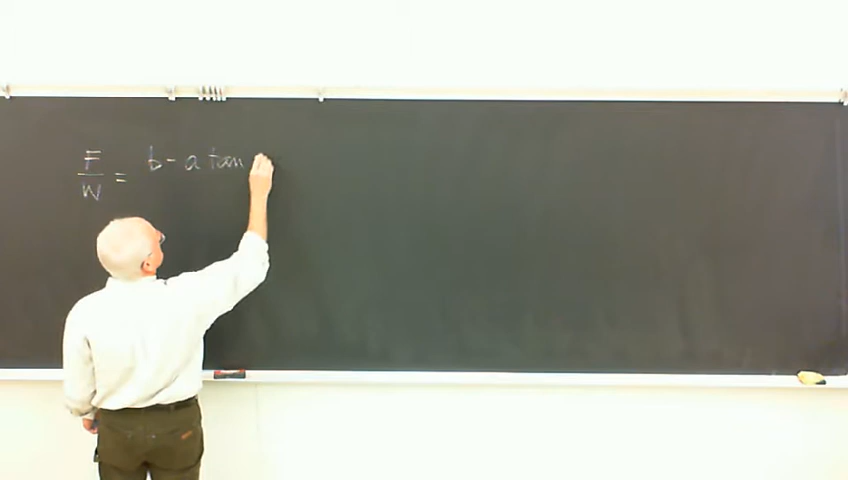 F/W = b - a tan